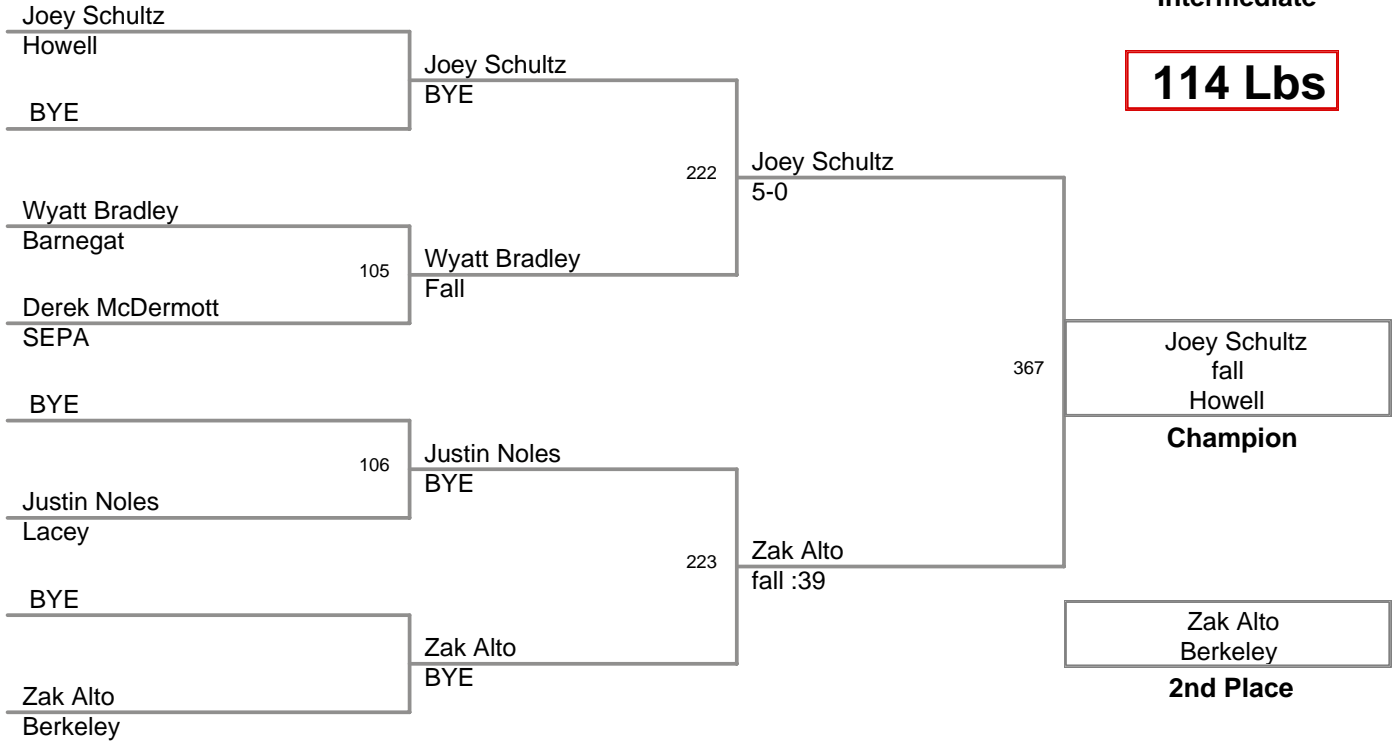 Intermediate
114 Lbs
Joey Schultz
Howell
BYE
Wyatt Bradley
Barnegat
Derek McDermott
SEPA
BYE
Justin Noles
Lacey
BYE
Zak Alto
Berkeley
105
106
Joey Schultz
BYE
Wyatt Bradley
Fall
Justin Noles
BYE
Zak Alto
BYE
222
223
Joey Schultz
5-0
Zak Alto
fall :39
367
Joey Schultz
fall
Howell
Champion
Zak Alto
Berkeley
2nd Place